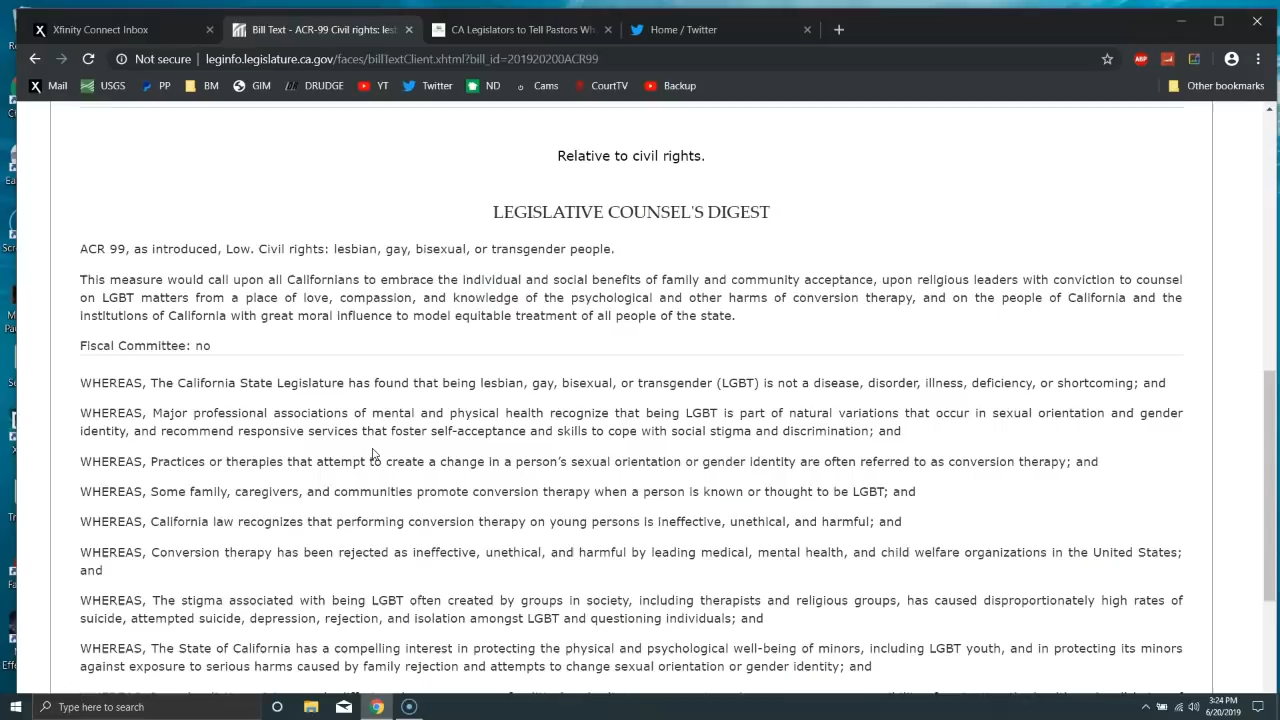 Xfinity Connect Inbox
Bill Text - ACR-99 Civil rights: les
CA Legislators to Tell Pastors Wh
Home / Twitter
Not secure leginfo.legislature.ca.gov/faces/billTextClient.xhtml?bill_id=201920200ACR99
ABP
Mail USGS PP BM GIM DRUDGE YT Twitter ND Cams CourtTV Backup Other bookmarks
Relative to civil rights.
LEGISLATIVE COUNSEL'S DIGEST
ACR 99, as introduced, Low. Civil rights: lesbian, gay, bisexual, or transgender people.
This measure would call upon all Californians to embrace the individual and social benefits of family and community acceptance, upon religious leaders with conviction to counsel
on LGBT matters from a place of love, compassion, and knowledge of the psychological and other harms of conversion therapy, and on the people of California and the
institutions of California with great moral influence to model equitable treatment of all people of the state.
Fiscal Committee: no
WHEREAS, The California State Legislature has found that being lesbian, gay, bisexual, or transgender (LGBT) is not a disease, disorder, illness, deficiency, or shortcoming; and
WHEREAS, Major professional associations of mental and physical health recognize that being LGBT is part of natural variations that occur in sexual orientation and gender
identity, and recommend responsive services that foster self-acceptance and skills to cope with social stigma and discrimination; and
WHEREAS, Practices or therapies that attempt to create a change in a person's sexual orientation or gender identity are often referred to as conversion therapy; and
WHEREAS, Some family, caregivers, and communities promote conversion therapy when a person is known or thought to be LGBT; and
WHEREAS, California law recognizes that performing conversion therapy on young persons is ineffective, unethical, and harmful; and
WHEREAS, Conversion therapy has been rejected as ineffective, unethical, and harmful by leading medical, mental health, and child welfare organizations in the United States;
and
WHEREAS, The stigma associated with being LGBT often created by groups in society, including therapists and religious groups, has caused disproportionately high rates of
suicide, attempted suicide, depression, rejection, and isolation amongst LGBT and questioning individuals; and
WHEREAS, The State of California has a compelling interest in protecting the physical and psychological well-being of minors, including LGBT youth, and in protecting its minors
against exposure to serious harms caused by family rejection and attempts to change sexual orientation or gender identity; and
Type here to search
3:24 PM
6/20/2019